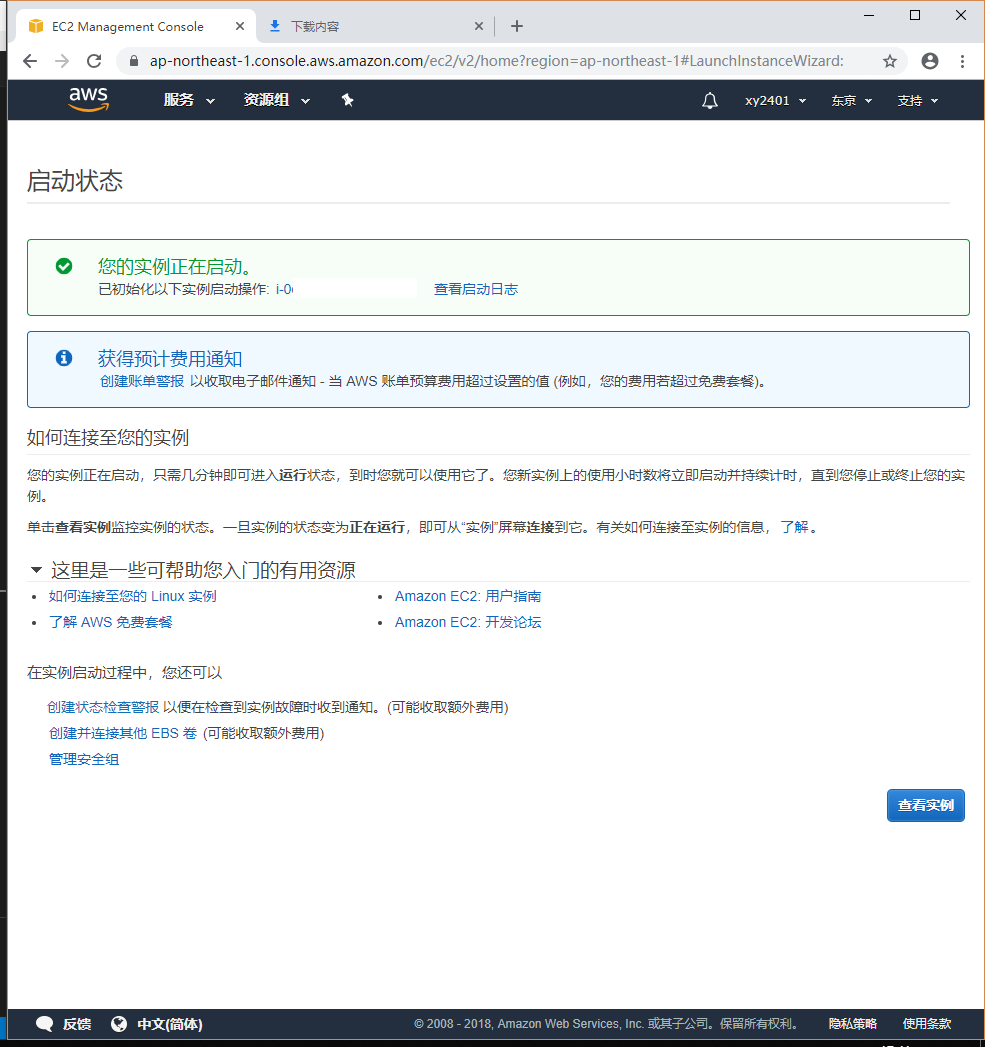 EC2 Management Console
下载内容
ap-northeast-1.console.aws.amazon.com/ec2/v2/home?region=ap-northeast-1#LaunchInstanceWizard:
aws 服务 资源组 xy2401 东京 支持
启动状态
您的实例正在启动。
已初始化以下实例启动操作: i-0 查看启动日志
获得预计费用通知
创建账单警报 以收取电子邮件通知 - 当 AWS 账单预算费用超过设置的值 (例如，您的费用若超过免费套餐)。
如何连接至您的实例
您的实例正在启动，只需几分钟即可进入运行状态，到时您就可以使用它了。您新实例上的使用小时数将立即启动并持续计时，直到您停止或终止您的实
例。
单击查看实例监控实例的状态。一旦实例的状态变为正在运行，即可从“实例”屏幕连接到它。有关如何连接至实例的信息， 了解 。
这里是一些可帮助您入门的有用资源
• 如何连接至您的 Linux 实例 • Amazon EC2: 用户指南
• 了解 AWS 免费套餐 • Amazon EC2: 开发论坛
在实例启动过程中，您还可以
创建状态检查警报 以便在检查到实例故障时收到通知。(可能收取额外费用)
创建并连接其他 EBS 卷 (可能收取额外费用)
管理安全组
查看实例
反馈 中文(简体) © 2008 - 2018, Amazon Web Services, Inc. 或其子公司。保留所有权利。 隐私策略 使用条款